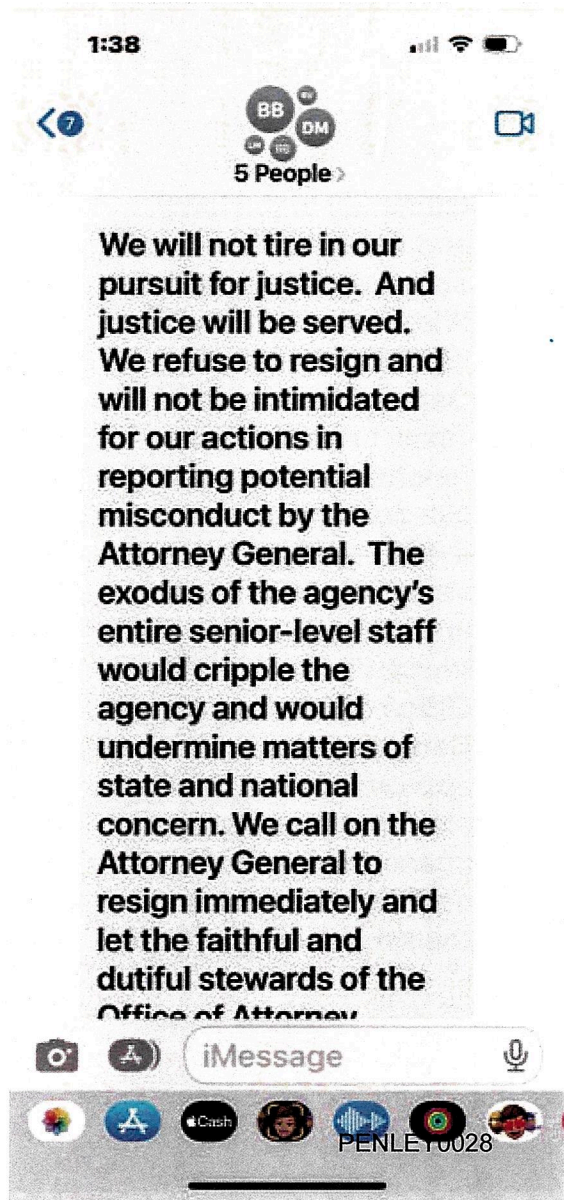 1:38
7
BB
DM
5 People >
We will not tire in our
pursuit for justice.  And
justice will be served.
We refuse to resign and
will not be intimidated
for our actions in
reporting potential
misconduct by the
Attorney General.  The
exodus of the agency's
entire senior-level staff
would cripple the
agency and would
undermine matters of
state and national
concern. We call on the
Attorney General to
resign immediately and
let the faithful and
dutiful stewards of the
Office of Attorney
iMessage
Cash
PENLEY0028